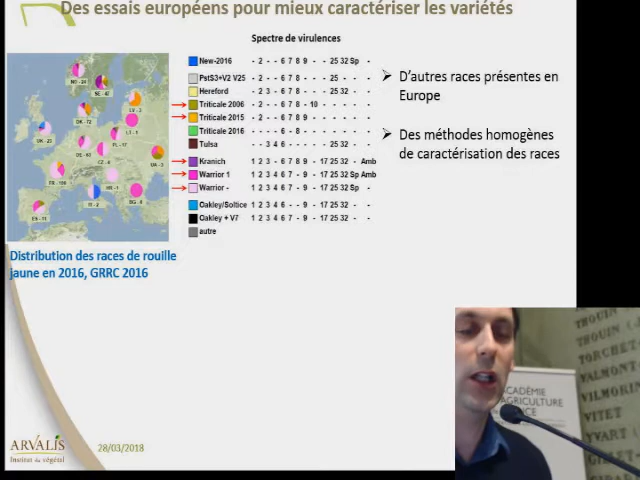 Des essais européens pour mieux caractériser les variétés
Spectre de virulences
New-2016 - 2 - - 6 7 8 9 - - 25 32 Sp -
PstS3+V2 V25 - 2 - - 6 7 8 - - - 25 - - -
Hereford - 2 3 - 6 7 8 - - - 25 32 - -
Triticale 2006 - 2 - - 6 7 8 - 10 - - - - -
Triticale 2015 - 2 - - 6 7 8 9 - - - - - -
Triticale 2016 - - - - 6 - 8 - - - - - - -
Tulsa - - 3 4 6 - - - - - 25 - - -
Kranich 1 2 3 - 6 7 8 9 - 17 25 32 - Amb
Warrior 1 1 2 3 4 6 7 - 9 - 17 25 32 Sp Amb
Warrior - 1 2 3 4 6 7 - 9 - 17 25 32 Sp -
Oakley/Soltice 1 2 3 4 6 - - 9 - 17 25 32 - -
Oakley + V7 1 2 3 4 6 7 - 9 - 17 25 32 - -
autre
D'autres races présentes en
Europe
Des méthodes homogènes
de caractérisation des races
Distribution des races de rouille
jaune en 2016, GRRC 2016
ACADÉMIE
AGRICULTURE
THOUIN
THOUIN
TORCHET
VALMONT
VILMORIN
VITET
YVART
ARVALIS
Institut du végétal
28/03/2018